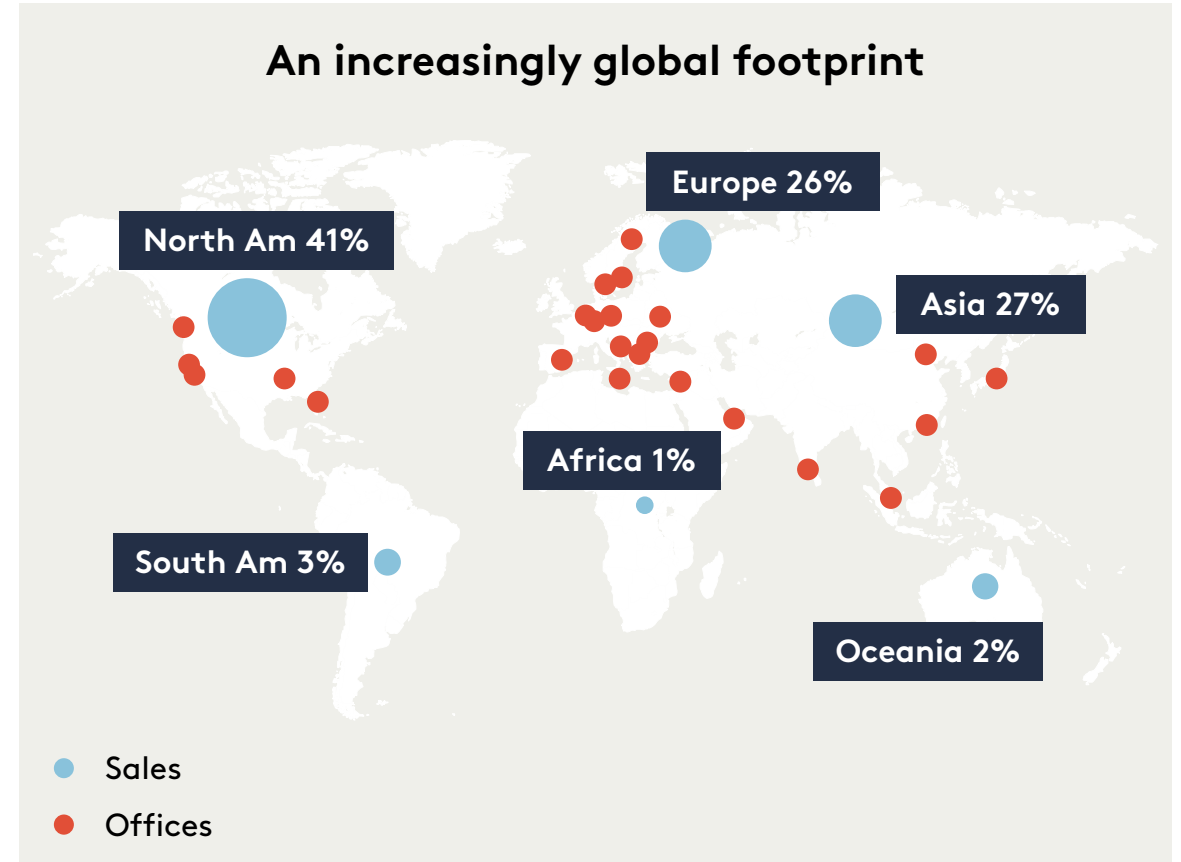 An increasingly global footprint
Europe 26%
North Am 41%
Asia 27%
Africa 1%
South Am 3%
Oceania 2%
Sales
Offices